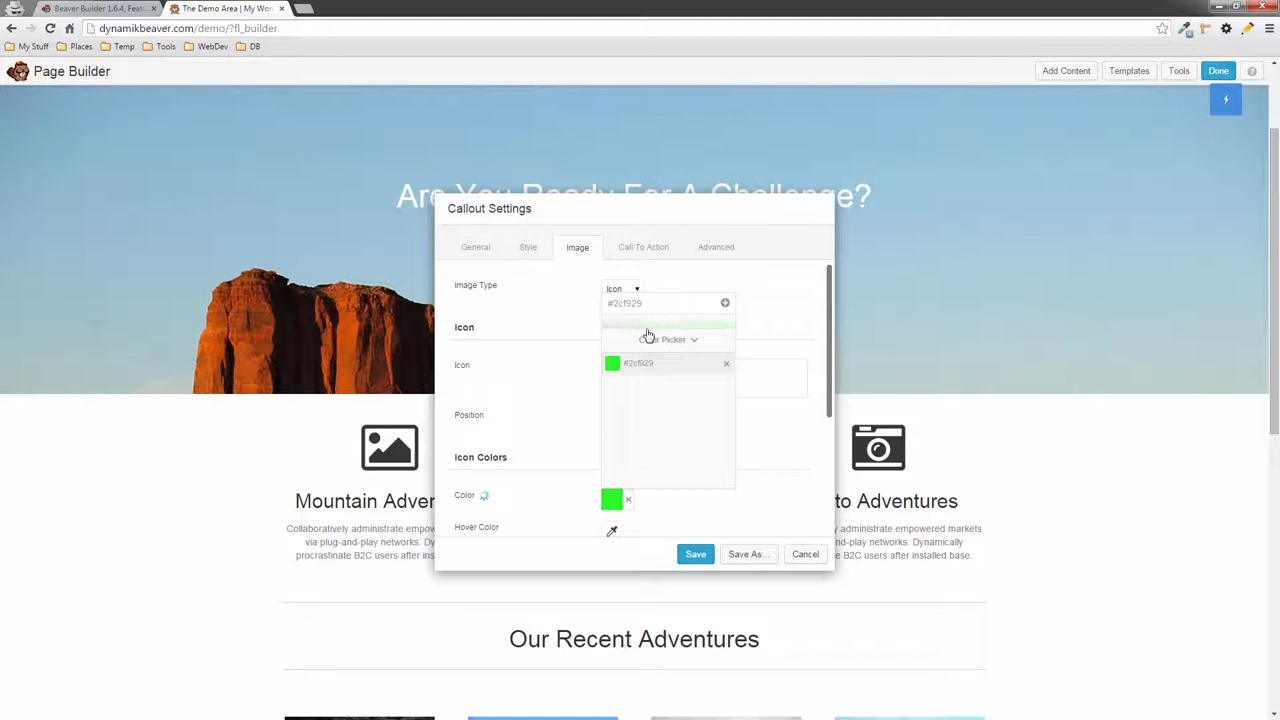 Beaver Builder 1.6.4, Feat
The Demo Area | My Wor
dynamikbeaver.com/demo/?fl_builder
My Stuff Places Temp Tools WebDev DB
Page Builder
Add Content Templates Tools Done
Are You Ready For A Challenge?
Callout Settings
General Style Image Call To Action Advanced
Image Type
Icon
#2cf929
Icon
Picker
Icon
#2cf929
Position
Icon Colors
Color
Hover Color
Save Save As... Cancel
Mountain Adver
Collaboratively administrate empow
via plug-and-play networks. Dy
procrastinate B2C users after inst
to Adventures
y administrate empowered markets
nd-play networks. Dynamically
e B2C users after installed base.
Our Recent Adventures